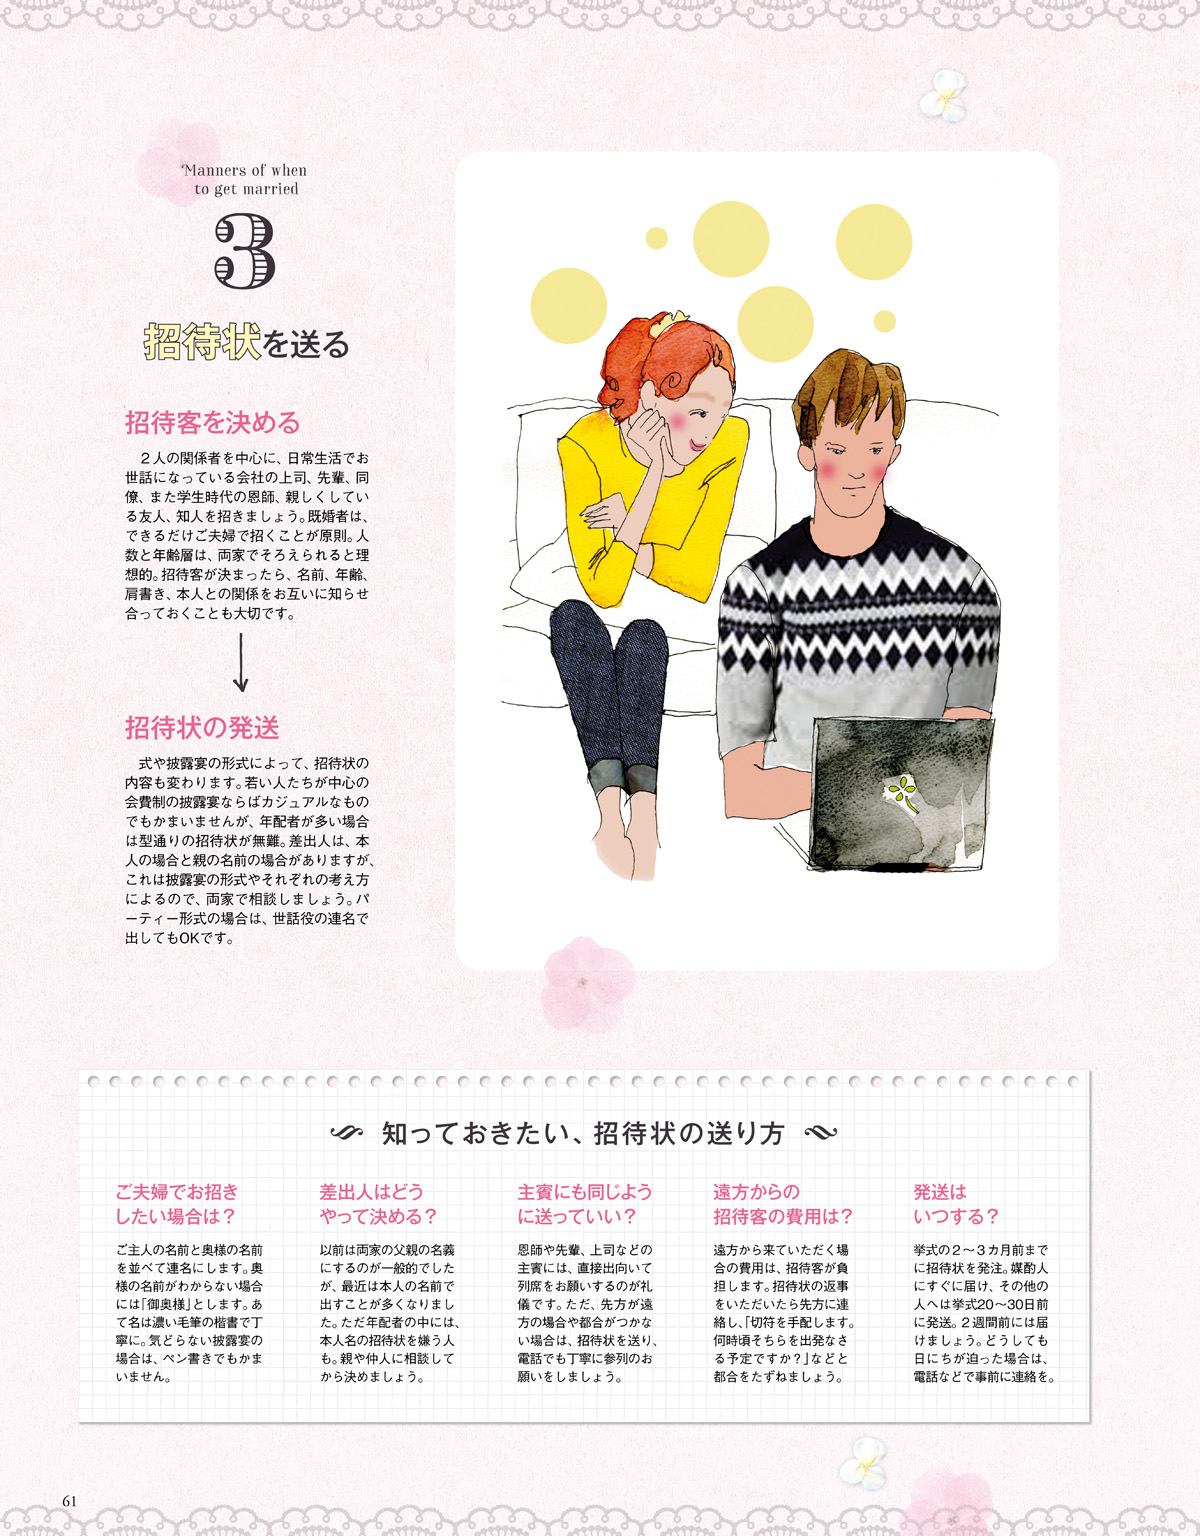 Manners of when
to get married
3
招待状を送る
招待客を決める
２人の関係者を中心に、日常生活でお
世話になっている会社の上司、先輩、同
僚、また学生時代の恩師、親しくしてい
る友人、知人を招きましょう。既婚者は、
できるだけご夫婦で招くことが原則。人
数と年齢層は、両家でそろえられると理
想的。招待客が決まったら、名前、年齢、
肩書き、本人との関係をお互いに知らせ
合っておくことも大切です。
招待状の発送
式や披露宴の形式によって、招待状の
内容も変わります。若い人たちが中心の
会費制の披露宴ならばカジュアルなもの
でもかまいませんが、年配者が多い場合
は型通りの招待状が無難。差出人は、本
人の場合と親の名前の場合がありますが、
これは披露宴の形式やそれぞれの考え方
によるので、両家で相談しましょう。パ
ーティー形式の場合は、世話役の連名で
出してもOKです。
知っておきたい、招待状の送り方
ご夫婦でお招き
したい場合は？
ご主人の名前と奥様の名前
を並べて連名にします。奥
様の名前がわからない場合
には「御奥様」とします。あ
て名は濃い毛筆の楷書で丁
寧に。気どらない披露宴の
場合は、ペン書きでもかま
いません。
差出人はどう
やって決める？
以前は両家の父親の名義
にするのが一般的でした
が、最近は本人の名前で
出すことが多くなりまし
た。ただ年配者の中には、
本人名の招待状を嫌う人
も。親や仲人に相談して
から決めましょう。
主賓にも同じよう
に送っていい？
恩師や先輩、上司などの
主賓には、直接出向いて
列席をお願いするのが礼
儀です。ただ、先方が遠
方の場合や都合がつかな
い場合は、招待状を送り、
電話でも丁寧に参列のお
願いをしましょう。
遠方からの
招待客の費用は？
遠方から来ていただく場
合の費用は、招待客が負
担します。招待状の返事
をいただいたら先方に連
絡し、「切符を手配します。
何時頃そちらを出発なさ
る予定ですか？」などと
都合をたずねましょう。
発送は
いつする？
挙式の２〜３カ月前まで
に招待状を発注。媒酌人
にすぐに届け、その他の
人へは挙式20〜30日前
に発送。２週間前には届
けましょう。どうしても
日にちが迫った場合は、
電話などで事前に連絡を。
61